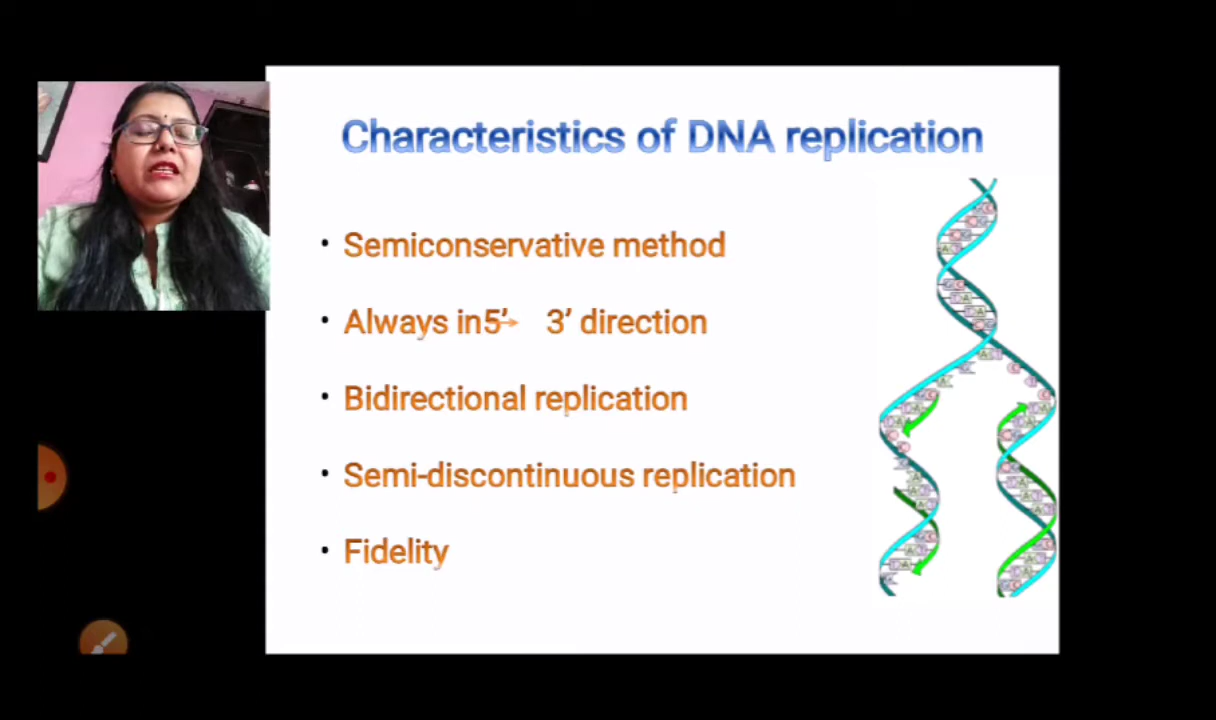 Characteristics of DNA replication
• Semiconservative method
• Always in5’→ 3’ direction
• Bidirectional replication
• Semi-discontinuous replication
• Fidelity